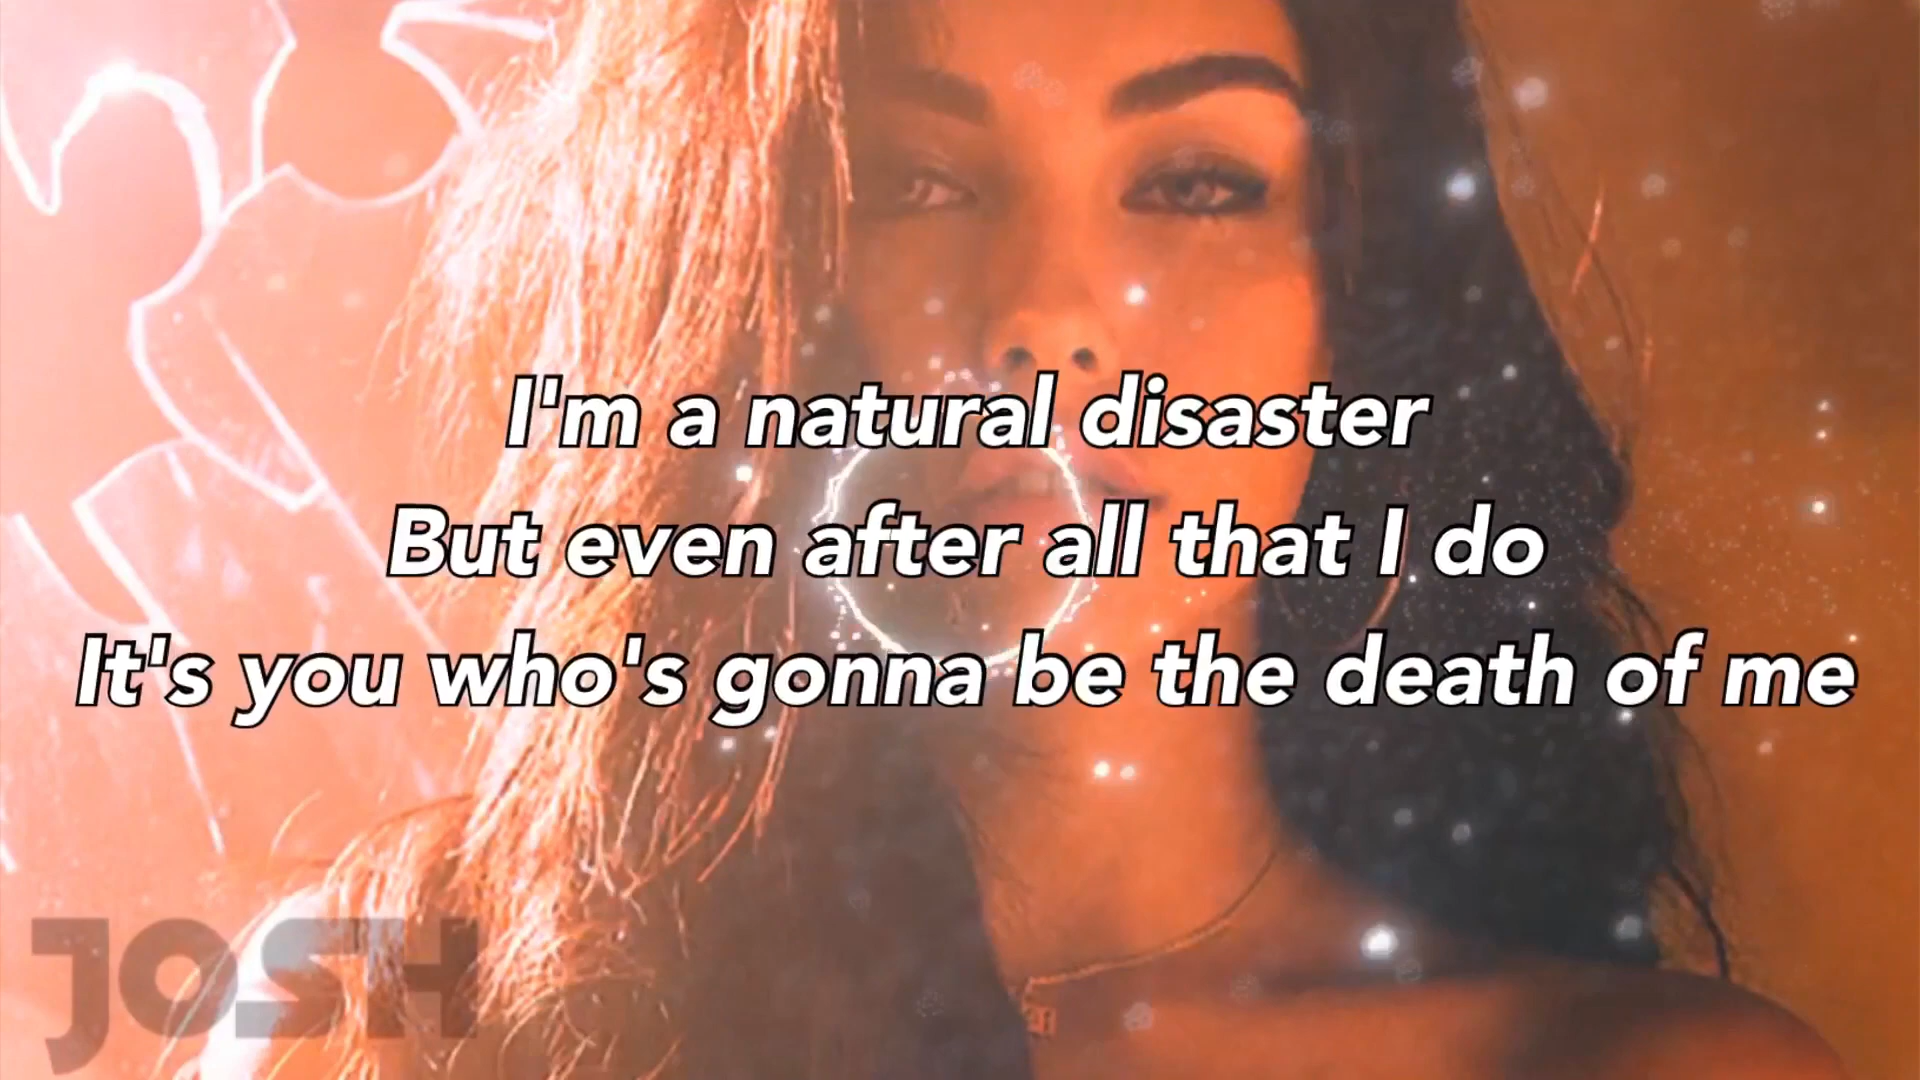 I'm a natural disaster
But even after all that I do
It's you who's gonna be the death of me
JOSH